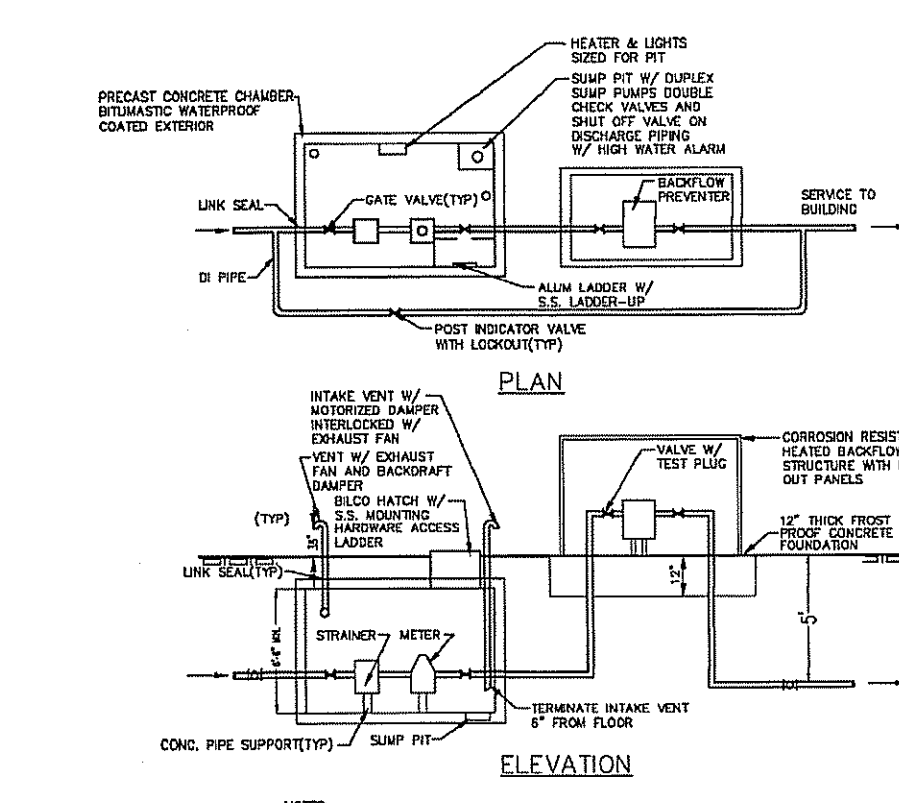 HEATER & LIGHTS
SIZED FOR PIT
SUMP PIT W/ DUPLEX
SUMP PUMPS DOUBLE
CHECK VALVES AND
SHUT OFF VALVE ON
DISCHARGE PIPING
W/ HIGH WATER ALARM
PRECAST CONCRETE CHAMBER
BITUMASTIC WATERPROOF
COATED EXTERIOR
LINK SEAL
GATE VALVE(TYP)
BACKFLOW
PREVENTER
SERVICE TO
BUILDING
DI PIPE
ALUM LADDER W/
S.S. LADDER-UP
POST INDICATOR VALVE
WITH LOCKOUT(TYP)
PLAN
INTAKE VENT W/
MOTORIZED DAMPER
INTERLOCKED W/
EXHAUST FAN
VENT W/ EXHAUST
FAN AND BACKDRAFT
DAMPER
BILCO HATCH W/
S.S. MOUNTING
HARDWARE ACCESS
LADDER
(TYP)
VALVE W/
TEST PLUG
CORROSION RESIST
HEATED BACKFLOW
STRUCTURE WITH
OUT PANELS
12" THICK FROST
PROOF CONCRETE
FOUNDATION
LINK SEAL(TYP)
12"
5'
STRAINER
METER
TERMINATE INTAKE VENT
6" FROM FLOOR
CONC. PIPE SUPPORT(TYP)
SUMP PIT
ELEVATION